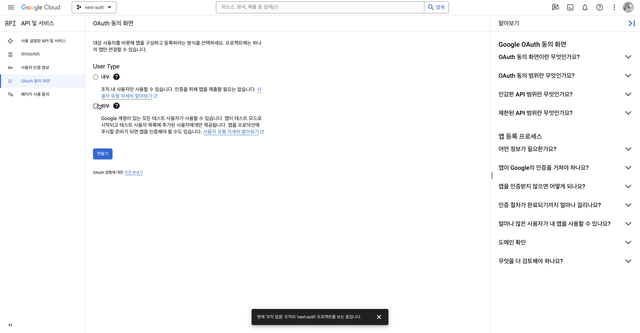 Google Cloud
next-auth
리소스, 문서, 제품 등 검색(/)
검색
API
API 및 서비스
OAuth 동의 화면
알아보기
사용 설정된 API 및 서비스
라이브러리
사용자 인증 정보
OAuth 동의 화면
페이지 사용 동의
대상 사용자를 비롯해 앱을 구성하고 등록하려는 방식을 선택하세요. 프로젝트에는 하나
의 앱만 연결할 수 있습니다.
User Type
내부
조직 내 사용자만 사용할 수 있습니다. 인증을 위해 앱을 제출할 필요는 없습니다. 사
용자 유형 자세히 알아보기
외부
Google 계정이 있는 모든 테스트 사용자가 사용할 수 있습니다. 앱이 테스트 모드로
시작되고 테스트 사용자 목록에 추가된 사용자에게만 제공됩니다. 앱을 프로덕션에
푸시할 준비가 되면 앱을 인증해야 할 수도 있습니다. 사용자 유형 자세히 알아보기
만들기
OAuth 경험에 대한 의견 보내기
Google OAuth 동의 화면
OAuth 동의 화면이란 무엇인가요?
OAuth 동의 범위란 무엇인가요?
민감한 API 범위란 무엇인가요?
제한된 API 범위란 무엇인가요?
앱 등록 프로세스
어떤 정보가 필요한가요?
앱이 Google의 인증을 거쳐야 하나요?
앱을 인증받지 않으면 어떻게 되나요?
인증 절차가 완료되기까지 얼마나 걸리나요?
얼마나 많은 사용자가 내 앱을 사용할 수 있나요?
도메인 확인
무엇을 더 검토해야 하나요?
현재 '조직 없음' 조직의 'next-auth' 프로젝트를 보는 중입니다.